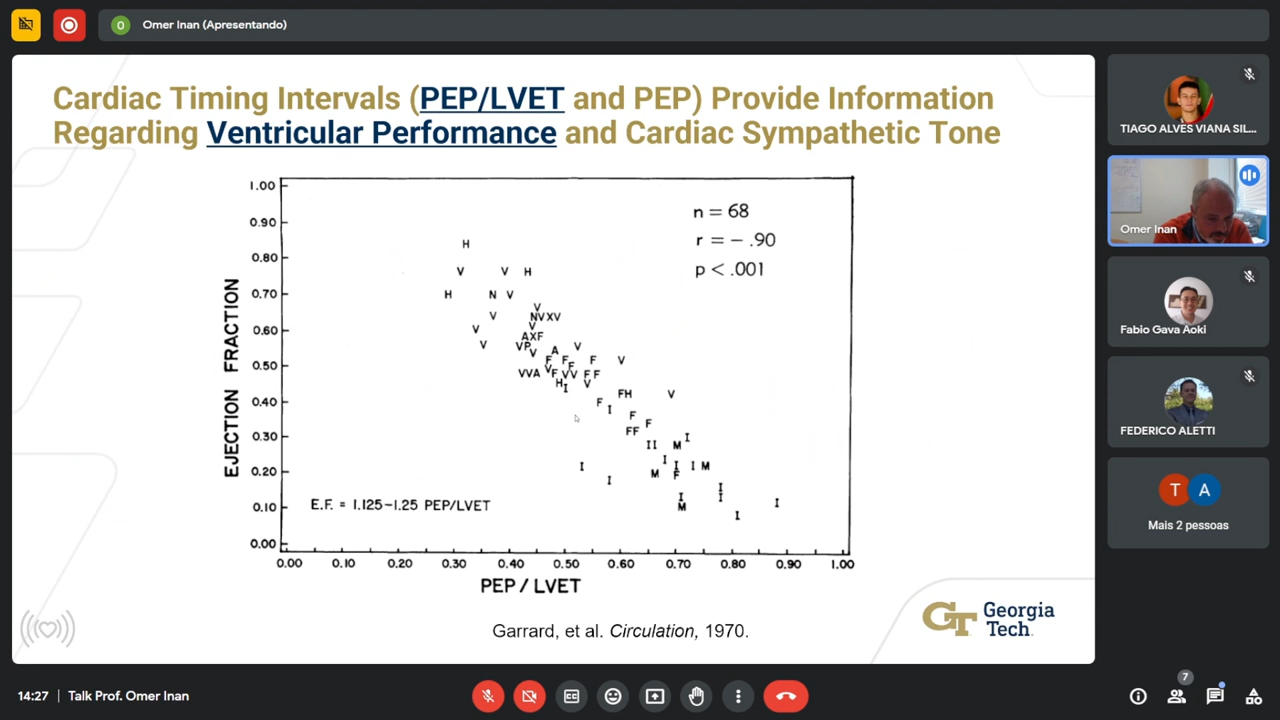 O Omer Inan (Apresentando)
Cardiac Timing Intervals (PEP/LVET and PEP) Provide Information
Regarding Ventricular Performance and Cardiac Sympathetic Tone
EJECTION FRACTION
1.00
0.90
0.80
0.70
0.60
0.50
0.40
0.30
0.20
0.10
0.00
n = 68
r = - .90
p < .001
E.F. = 1.125-1.25 PEP/LVET
0.00 0.10 0.20 0.30 0.40 0.50 0.60 0.70 0.80 0.90 1.00
PEP / LVET
Garrard, et al. Circulation, 1970.
GT Georgia
Tech
TIAGO ALVES VIANA SIL...
Omer Inan
Fabio Gava Aoki
FEDERICO ALETTI
T A
Mais 2 pessoas
14:27 | Talk Prof. Omer Inan
7